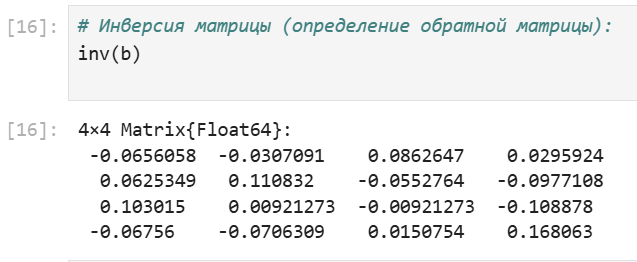 [16]: # Инверсия матрицы (определение обратной матрицы):
inv(b)
[16]: 4×4 Matrix{Float64}:
-0.0656058 -0.0307091 0.0862647 0.0295924
0.0625349 0.110832 -0.0552764 -0.0977108
0.103015 0.00921273 -0.00921273 -0.108878
-0.06756 -0.0706309 0.0150754 0.168063